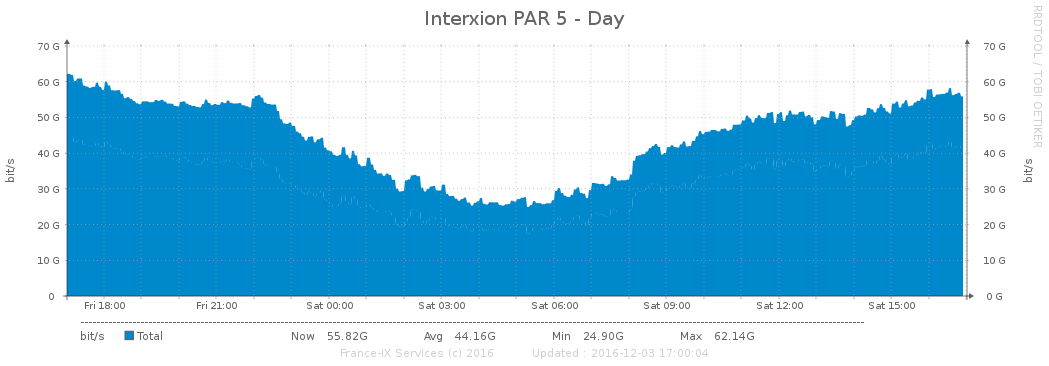 Interxion PAR 5 - Day
RRDTOOL / TOBI OETIKER
70 G 70 G
60 G 60 G
50 G 50 G
40 G 40 G
30 G 30 G
20 G 20 G
10 G 10 G
0 0 G
bit/s
bit/s
Fri 18:00 Fri 21:00 Sat 00:00 Sat 03:00 Sat 06:00 Sat 09:00 Sat 12:00 Sat 15:00
bit/s Total Now 55.82G Avg 44.16G Min 24.90G Max 62.14G
France-IX Services (c) 2016 Updated : 2016-12-03 17:00:04